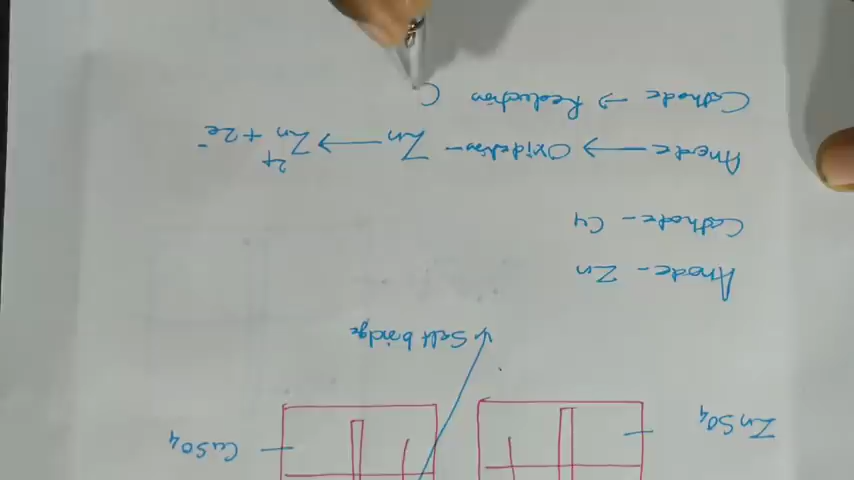 ZnSO₄
CuSO₄
Salt bridge
Anode - Zn
Cathode - Cu
Anode → Oxidation - Zn → Zn²⁺ + 2e⁻
Cathode → Reduction C